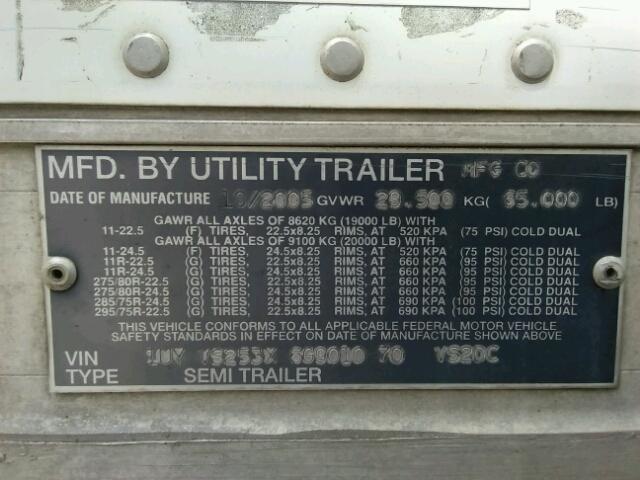 MFD. BY UTILITY TRAILER MFG CO
DATE OF MANUFACTURE 10/2005 GVWR 29.500 KG( 65.000 LB)
GAWR ALL AXLES OF 8620 KG (19000 LB) WITH
11-22.5 (F) TIRES, 22.5x8.25 RIMS, AT 520 KPA (75 PSI) COLD DUAL
GAWR ALL AXLES OF 9100 KG (20000 LB) WITH
11-24.5 (F) TIRES, 24.5x8.25 RIMS, AT 520 KPA (75 PSI) COLD DUAL
11R-22.5 (G) TIRES, 22.5x8.25 RIMS, AT 660 KPA (95 PSI) COLD DUAL
11R-24.5 (G) TIRES, 24.5x8.25 RIMS, AT 660 KPA (95 PSI) COLD DUAL
275/80R-22.5 (G) TIRES, 22.5x8.25 RIMS, AT 660 KPA (95 PSI) COLD DUAL
275/80R-24.5 (G) TIRES, 24.5x8.25 RIMS, AT 660 KPA (95 PSI) COLD DUAL
285/75R-24.5 (G) TIRES, 24.5x8.25 RIMS, AT 690 KPA (100 PSI) COLD DUAL
295/75R-22.5 (G) TIRES, 22.5x8.25 RIMS, AT 690 KPA (100 PSI) COLD DUAL
THIS VEHICLE CONFORMS TO ALL APPLICABLE FEDERAL MOTOR VEHICLE
SAFETY STANDARDS IN EFFECT ON DATE OF MANUFACTURE SHOWN ABOVE
VIN 1UY VS2DC
TYPE SEMI TRAILER